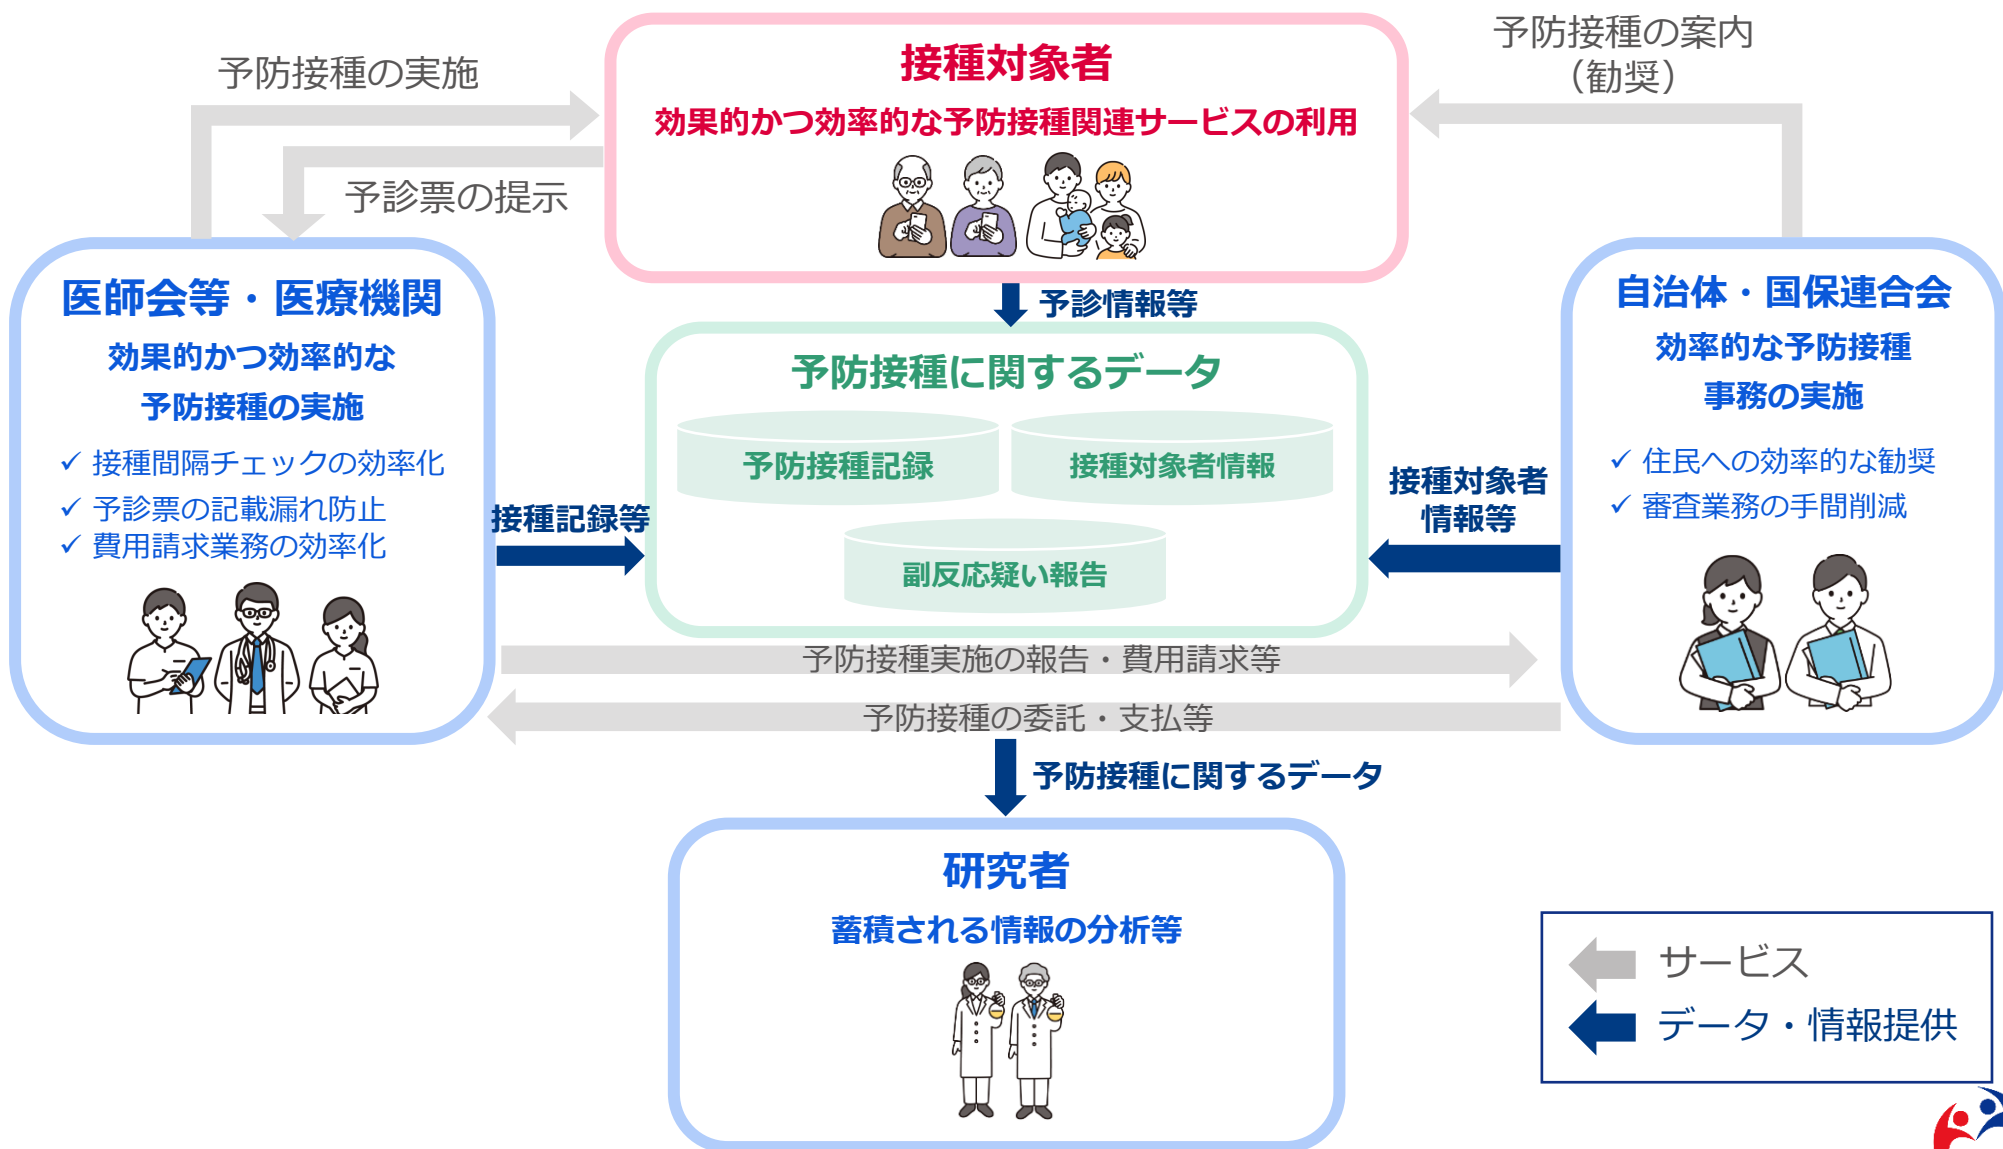 予防接種の実施
予診票の提示
接種対象者
効果的かつ効率的な予防接種関連サービスの利用
予防接種の案内
（勧奨）
医師会等・医療機関
効果的かつ効率的な
予防接種の実施
✓ 接種間隔チェックの効率化
✓ 予診票の記載漏れ防止
✓ 費用請求業務の効率化
予診情報等
予防接種に関するデータ
予防接種記録
接種対象者情報
副反応疑い報告
接種記録等
接種対象者
情報等
自治体・国保連合会
効率的な予防接種
事務の実施
✓ 住民への効率的な勧奨
✓ 審査業務の手間削減
予防接種実施の報告・費用請求等
予防接種の委託・支払等
予防接種に関するデータ
研究者
蓄積される情報の分析等
サービス
データ・情報提供